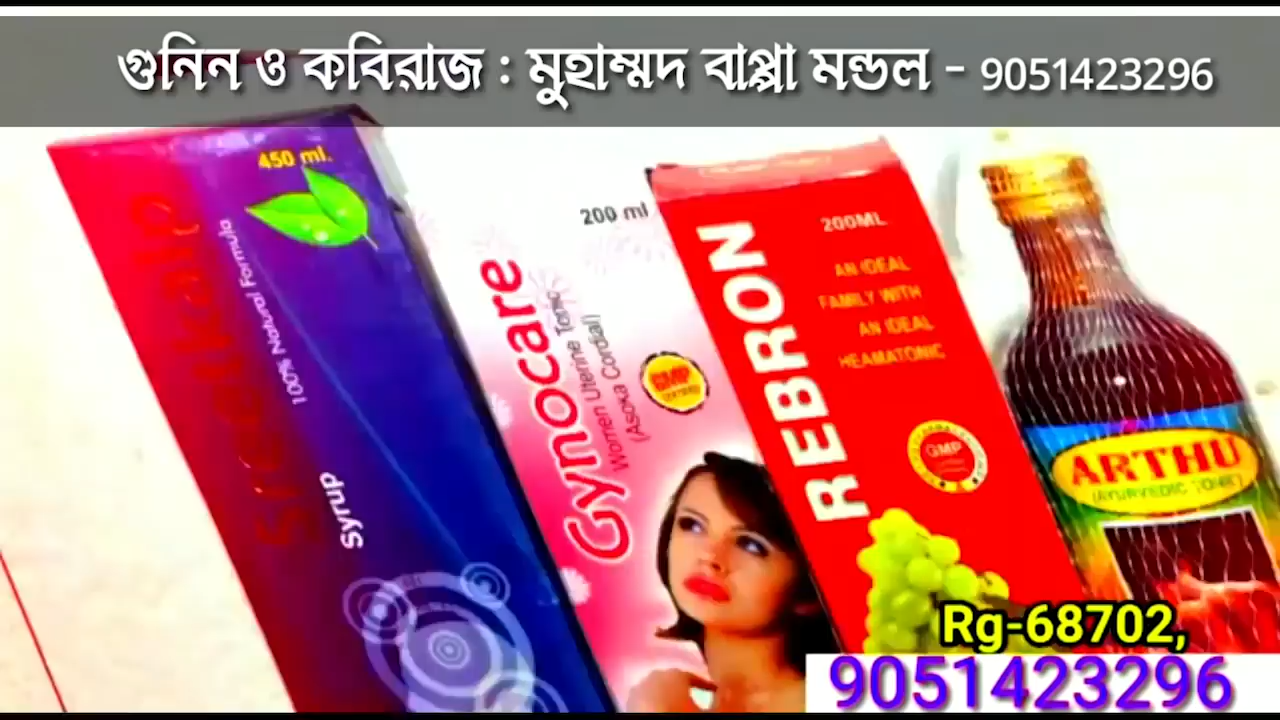 গুনিন ও কবিরাজ : মুহাম্মদ বাপ্পা মন্ডল - 9051423296
450 ml.
100% Natural Formula
Syrup
200 ml
Gynocare
Women Uterine Tonic
(Asoka Cordial)
GMP
REBRON
200ML
AN IDEAL
FAMILY WITH
AN IDEAL
HEAMATONIC
GMP
ARTHU
(AYURVEDIC TONIC)
Rg-68702,
9051423296